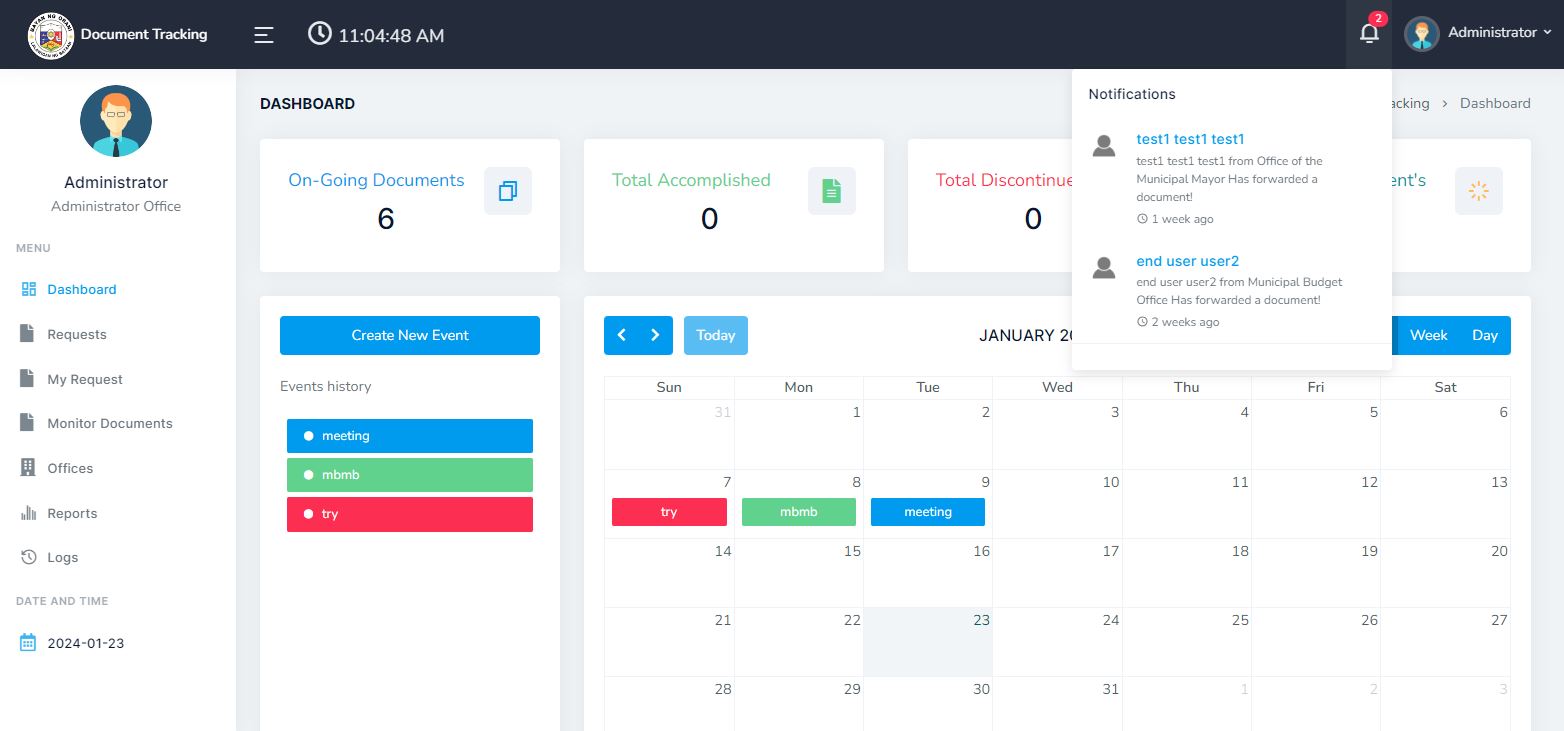 Document Tracking
11:04:48 AM
2
Administrator
Administrator
Administrator Office
MENU
Dashboard
Requests
My Request
Monitor Documents
Offices
Reports
Logs
DATE AND TIME
2024-01-23
DASHBOARD
Dashboard
On-Going Documents
6
Total Accomplished
0
Total Discontinue
0
Notifications
test1 test1 test1
test1 test1 test1 from Office of the
Municipal Mayor Has forwarded a
document!
1 week ago
end user user2
end user user2 from Municipal Budget
Office Has forwarded a document!
2 weeks ago
Create New Event
Events history
meeting
mbmb
try
Today
JANUARY 20
Week Day
Sun Mon Tue Wed Thu Fri Sat
31 1 2 3 4 5 6
7 8 9 10 11 12 13
try mbmb meeting
14 15 16 17 18 19 20
21 22 23 24 25 26 27
28 29 30 31 1 2 3